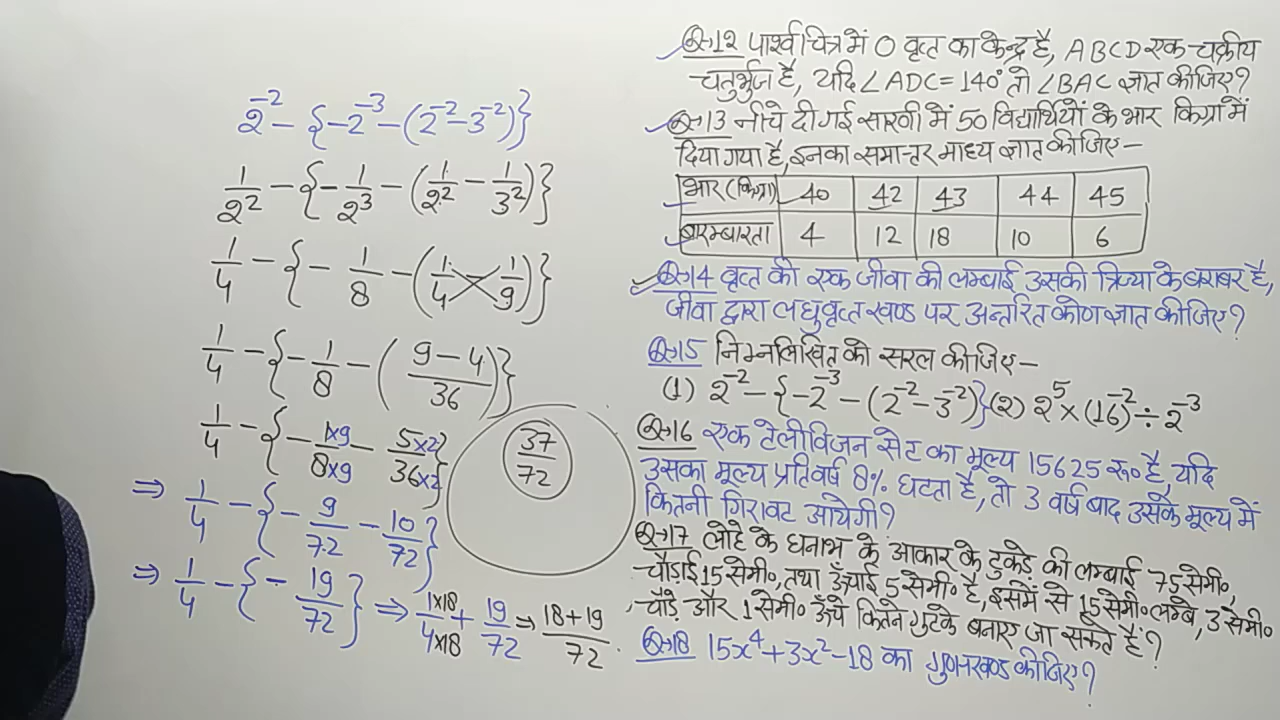 2⁻² - {-2⁻³ - (2⁻² - 3⁻²)}
1/2² - {-1/2³ - (1/2² - 1/3²)}
1/4 - {-1/8 - (1/4 1/9)}
1/4 - {-1/8 - (9-4/36)}
1/4 - {-1×9/8×9 - 5×2/36×2}
⇒ 1/4 - {-9/72 - 10/72}
⇒ 1/4 - {-19/72} ⇒ 1×18/4×18 + 19/72 ⇒ 18+19/72
37/72
Q→12 पार्श्व चित्र में O वृत्त का केन्द्र है, ABCD एक चक्रीय
चतुर्भुज है, यदि ∠ADC = 140° तो ∠BAC ज्ञात कीजिए?
Q→13 नीचे दी गई सारणी में 50 विद्यार्थियों के भार किग्रा में
दिया गया है, इनका समान्तर माध्य ज्ञात कीजिए-
भार (किग्रा) 40 42 43 44 45
बारम्बारता 4 12 18 10 6
Q→14 वृत्त की एक जीवा की लम्बाई उसकी त्रिज्या के बराबर है,
जीवा द्वारा लघुवृत्तखण्ड पर अन्तरित कोण ज्ञात कीजिए?
Q→15 निम्नलिखित को सरल कीजिए-
(1) 2⁻² - {-2⁻³ - (2⁻² - 3⁻²)} (2) 2⁵ × (16)⁻² ÷ 2⁻³
Q→16 एक टेलीविजन सेट का मूल्य 15625 रु० है, यदि
उसका मूल्य प्रतिवर्ष 8% घटता है, तो 3 वर्ष बाद उसके मूल्य में
कितनी गिरावट आयेगी?
Q→17 लोहे के घनाभ के आकार के टुकड़े की लम्बाई 75 सेमी०,
चौड़ाई 15 सेमी०, तथा ऊँचाई 5 सेमी० है, इसमें से 15 सेमी० लम्बे, 3 सेमी०
चौड़े और 1 सेमी० ऊँचे कितने गुटके बनाए जा सकते हैं?
Q→18 15x⁴ + 3x² - 18 का गुणनखण्ड कीजिए?